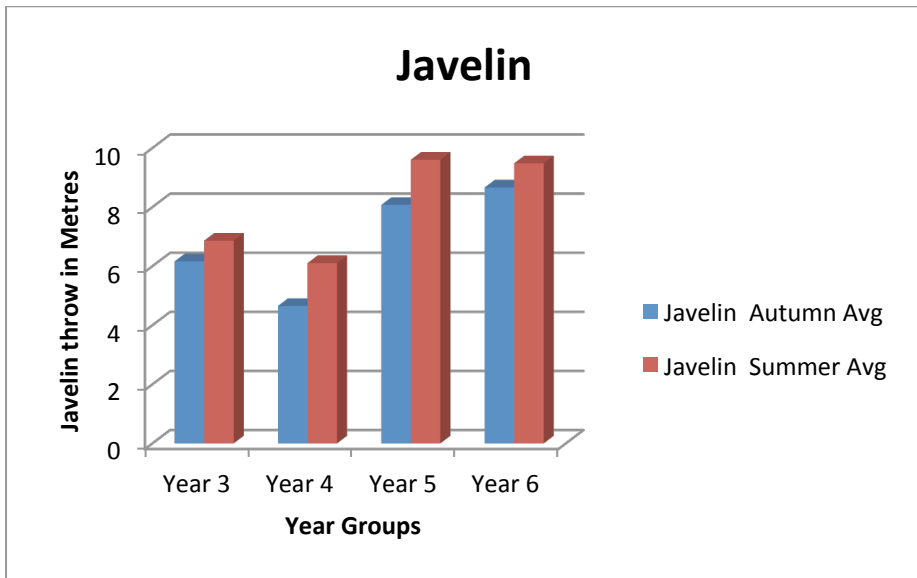 Javelin
Javelin throw in Metres
10
8
6
4
2
0
Year 3 Year 4 Year 5 Year 6
Year Groups
Javelin Autumn Avg
Javelin Summer Avg